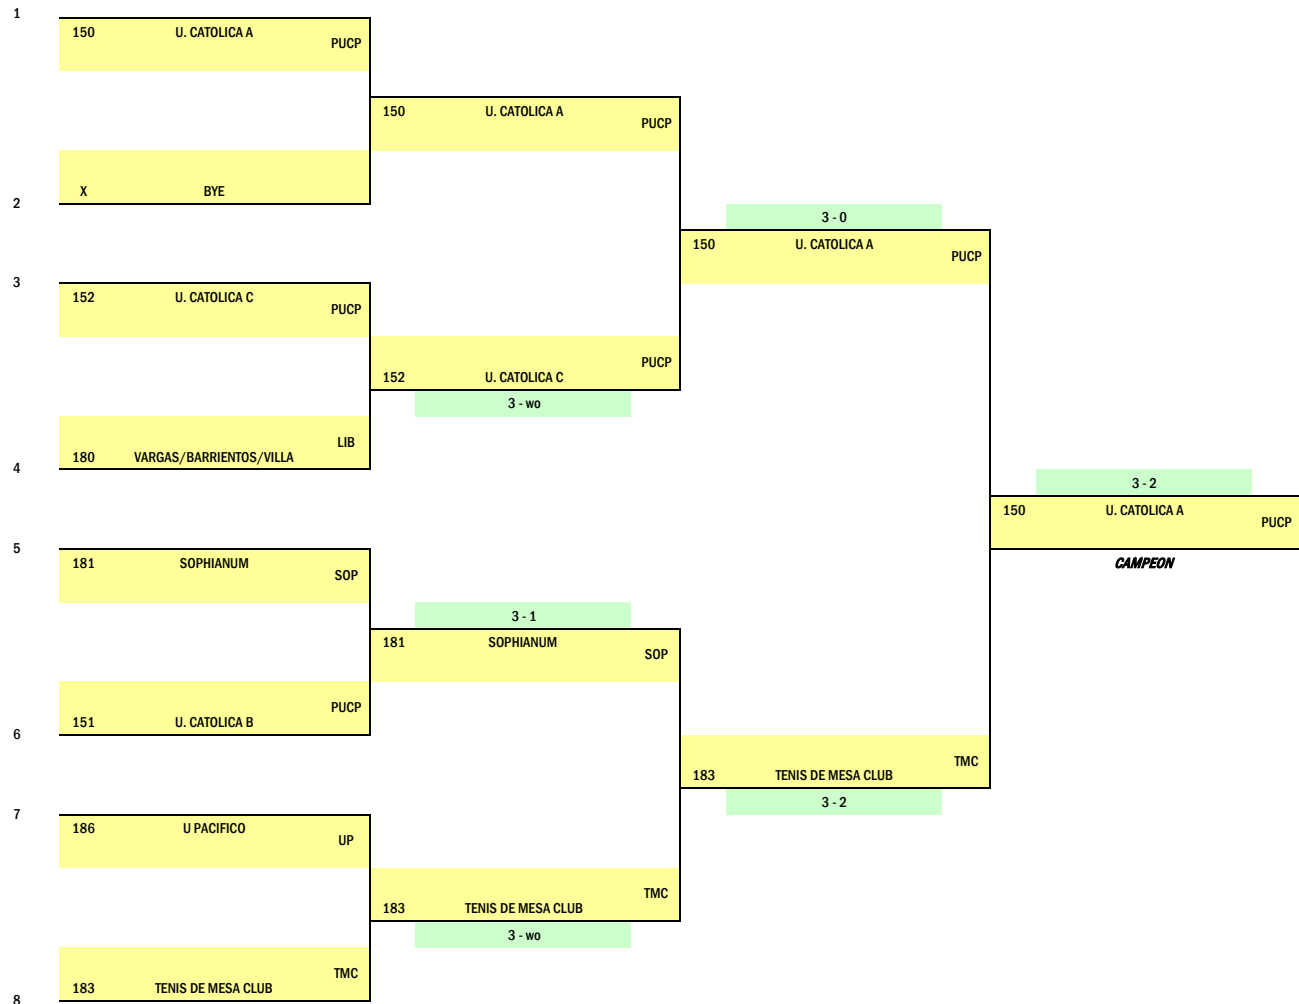 1
150 U. CATOLICA A PUCP
X BYE
2
3
152 U. CATOLICA C PUCP
180 VARGAS/BARRIENTOS/VILLA LIB
4
5
181 SOPHIANUM SOP
151 U. CATOLICA B PUCP
6
7
186 U PACIFICO UP
183 TENIS DE MESA CLUB TMC
8
150 U. CATOLICA A PUCP
152 U. CATOLICA C PUCP
3 - wo
3 - 1
181 SOPHIANUM SOP
183 TENIS DE MESA CLUB TMC
3 - wo
3 - 0
150 U. CATOLICA A PUCP
183 TENIS DE MESA CLUB TMC
3 - 2
3 - 2
150 U. CATOLICA A PUCP
CAMPEON